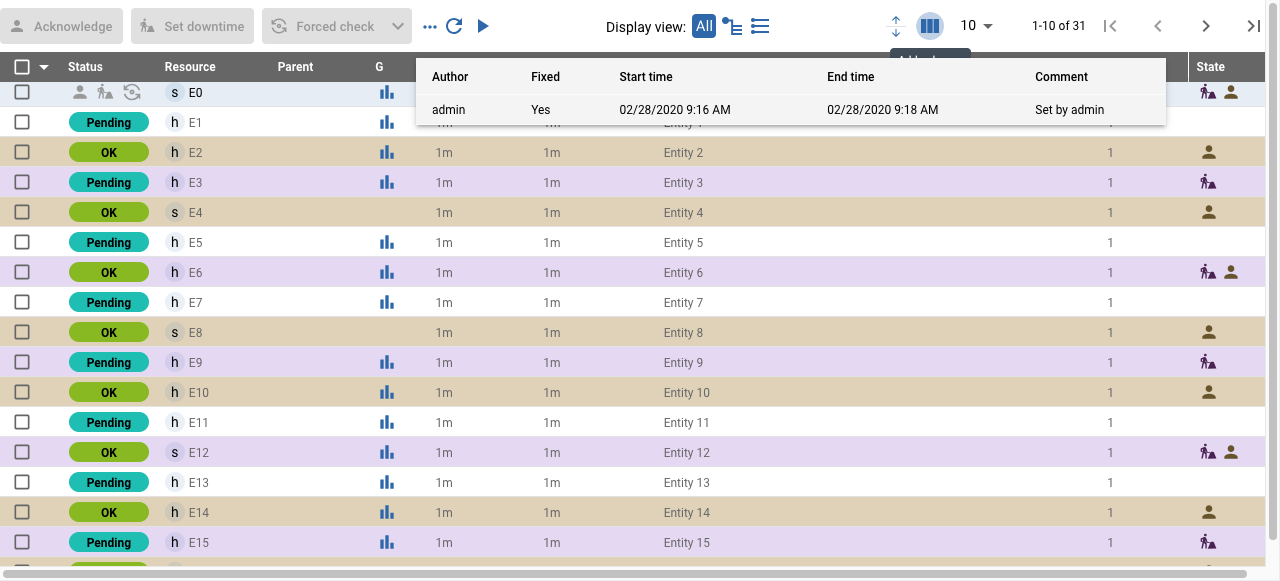 Acknowledge Set downtime Forced check Display view: All 10 1-10 of 31
Status Resource Parent G State
Author Fixed Start time End time Comment
admin Yes 02/28/2020 9:16 AM 02/28/2020 9:18 AM Set by admin
s E0
Pending h E1
OK h E2 1m 1m Entity 2 1
Pending h E3 1m 1m Entity 3 1
OK s E4 1m 1m Entity 4 1
Pending h E5 1m 1m Entity 5 1
OK h E6 1m 1m Entity 6 1
Pending h E7 1m 1m Entity 7 1
OK s E8 1m 1m Entity 8 1
Pending h E9 1m 1m Entity 9 1
OK h E10 1m 1m Entity 10 1
Pending h E11 1m 1m Entity 11 1
OK s E12 1m 1m Entity 12 1
Pending h E13 1m 1m Entity 13 1
OK h E14 1m 1m Entity 14 1
Pending h E15 1m 1m Entity 15 1